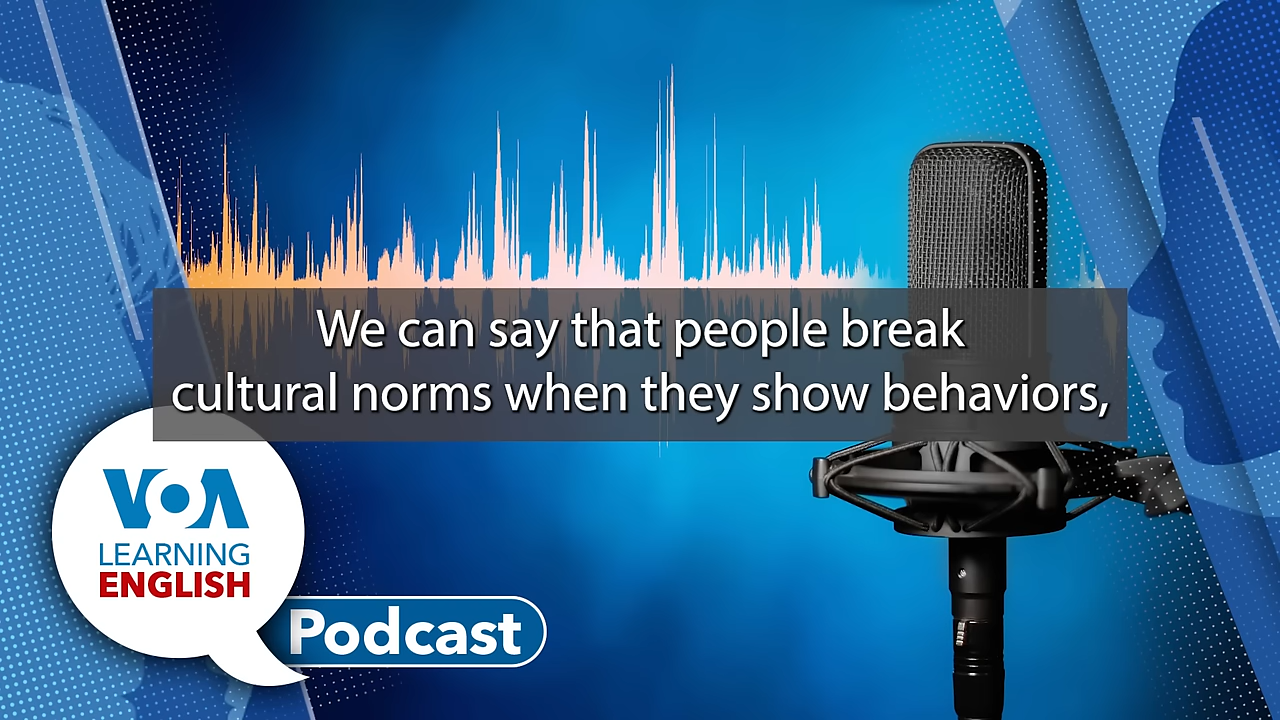 We can say that people break
cultural norms when they show behaviors,
VOA
LEARNING
ENGLISH
Podcast